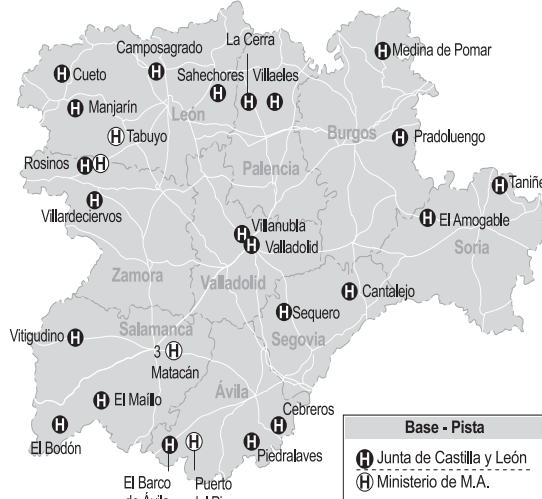 La Cerra
Camposagrado
Medina de Pomar
Cueto
Sahechores
Villaeles
Manjarín
León
Tabuyo
Burgos
Pradoluengo
Rosinos
Palencia
Villardeciervos
El Amogable
Villanubla
Valladolid
Soria
Zamora
Valladolid
Cantalejo
Sequero
Vitigudino
Salamanca
Segovia
3
Matacán
Ávila
El Maíllo
Cebreros
El Bodón
Piedralaves
El Barco
de Ávila
Puerto
Base - Pista
H Junta de Castilla y León
H Ministerio de M.A.